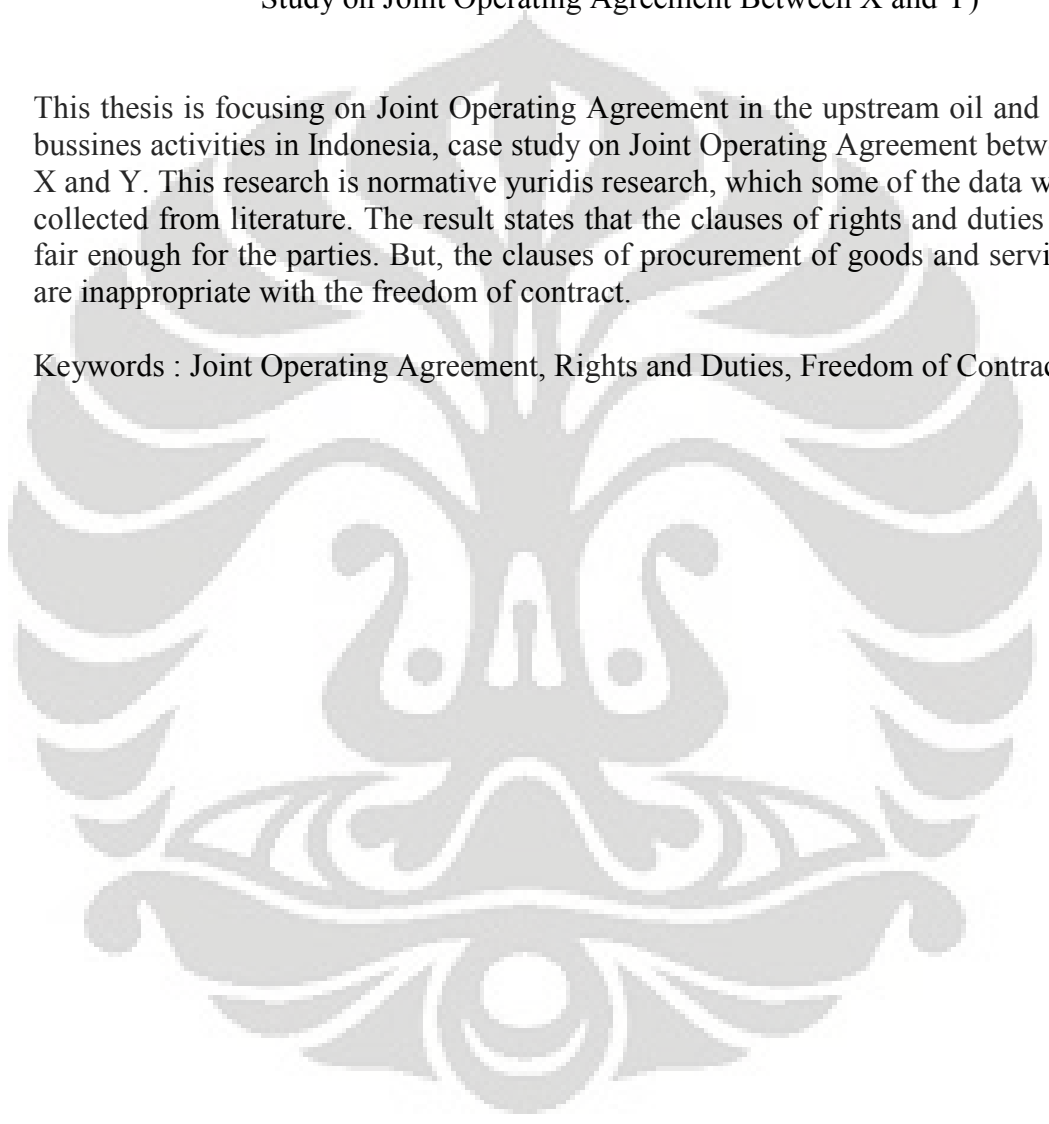 Study on Joint Operating Agreement Between X and Y)
This thesis is focusing on Joint Operating Agreement in the upstream oil and
bussines activities in Indonesia, case study on Joint Operating Agreement betw
X and Y. This research is normative yuridis research, which some of the data w
collected from literature. The result states that the clauses of rights and duties
fair enough for the parties. But, the clauses of procurement of goods and servi
are inappropriate with the freedom of contract.
Keywords : Joint Operating Agreement, Rights and Duties, Freedom of Contrac